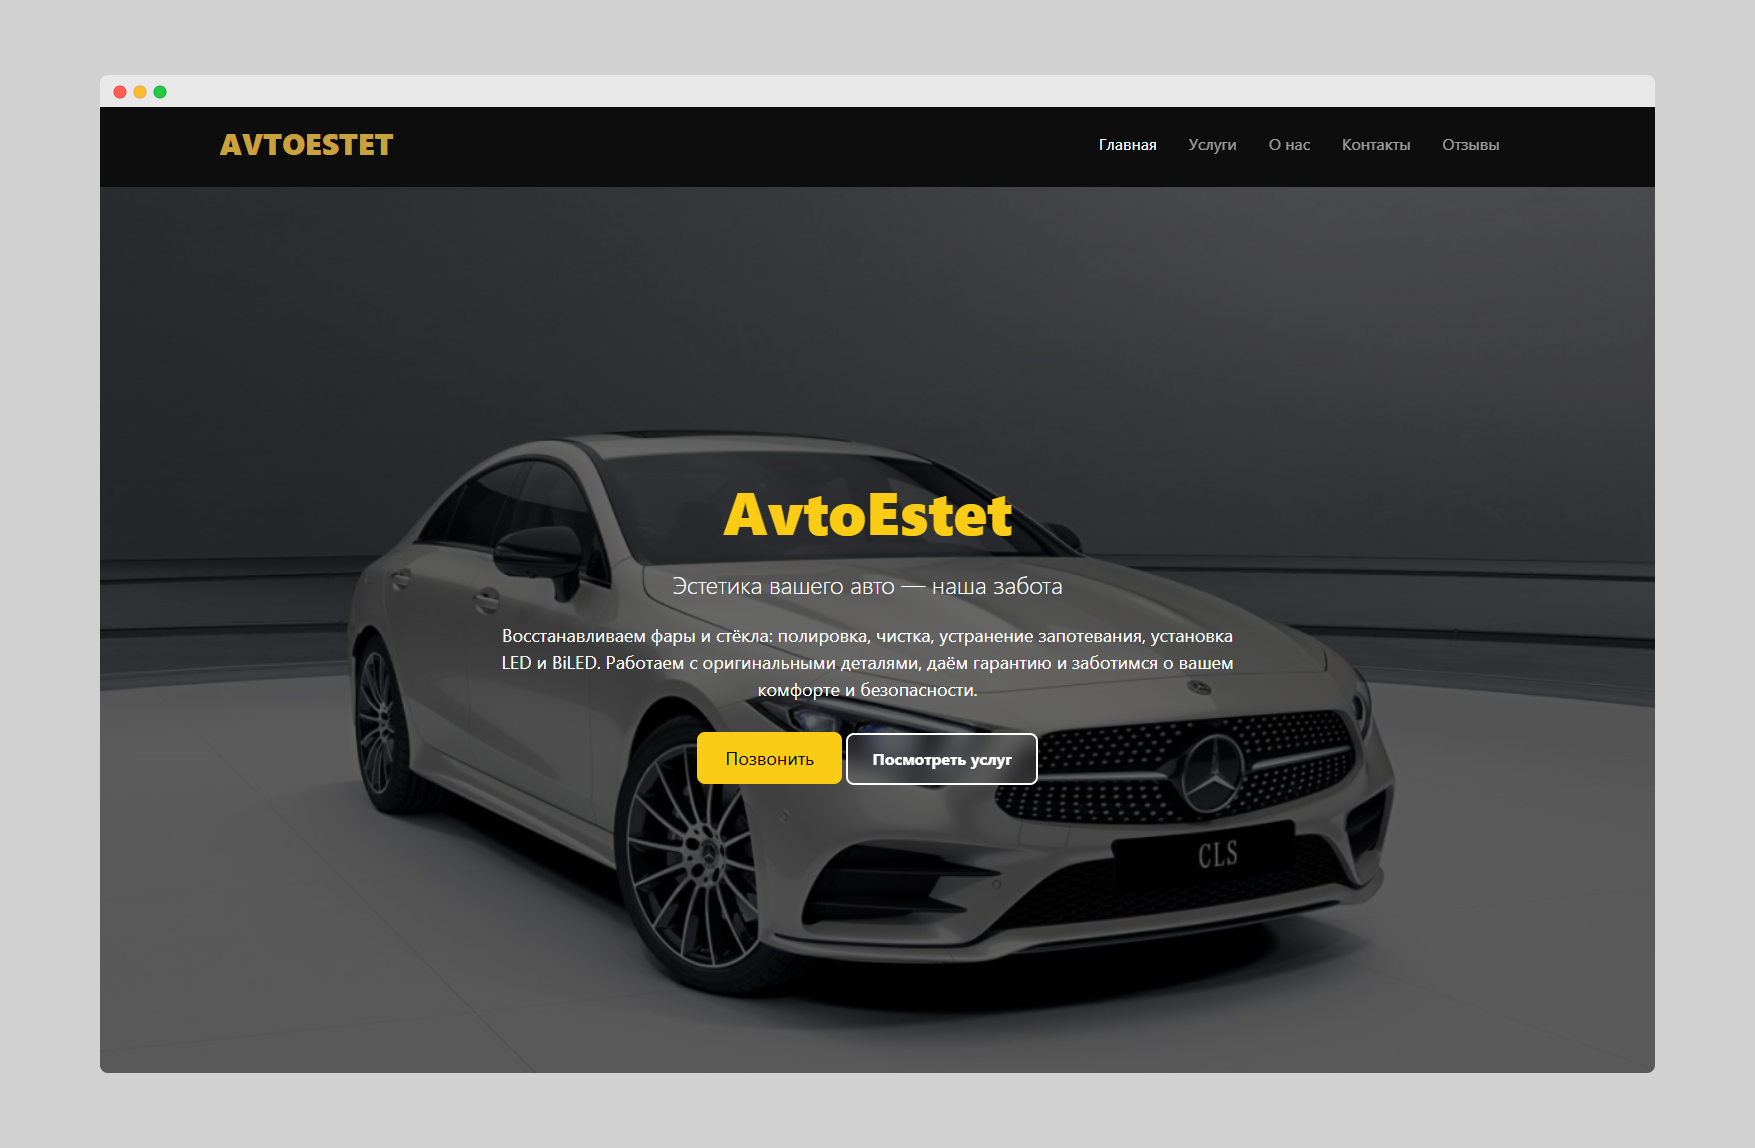 AVTOESTET
Главная Услуги О нас Контакты Отзывы
AvtoEstet
Эстетика вашего авто — наша забота
Восстанавливаем фары и стёкла: полировка, чистка, устранение запотевания, установка
LED и BiLED. Работаем с оригинальными деталями, даём гарантию и заботимся о вашем
комфорте и безопасности.
Позвонить Посмотреть услуг
CLS